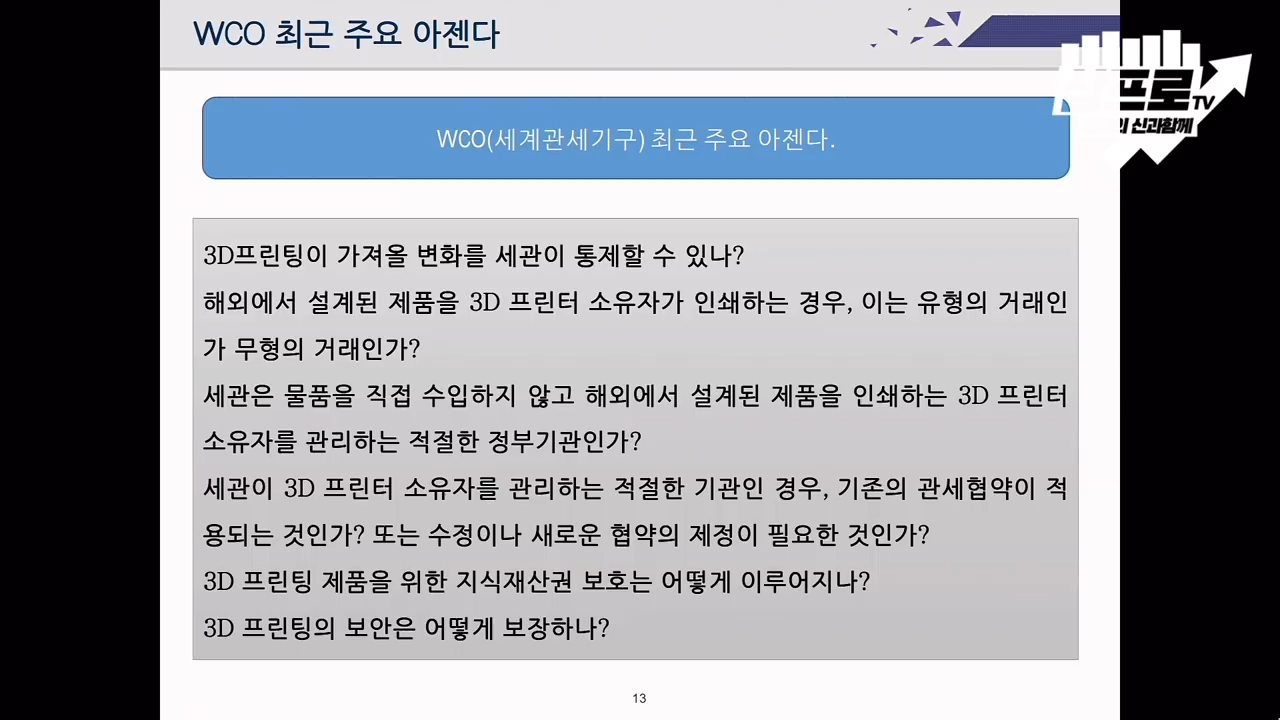 WCO 최근 주요 아젠다
프로TV
의 신과함께
WCO(세계관세기구) 최근 주요 아젠다.
3D프린팅이 가져올 변화를 세관이 통제할 수 있나?
해외에서 설계된 제품을 3D 프린터 소유자가 인쇄하는 경우, 이는 유형의 거래인
가 무형의 거래인가?
세관은 물품을 직접 수입하지 않고 해외에서 설계된 제품을 인쇄하는 3D 프린터
소유자를 관리하는 적절한 정부기관인가?
세관이 3D 프린터 소유자를 관리하는 적절한 기관인 경우, 기존의 관세협약이 적
용되는 것인가? 또는 수정이나 새로운 협약의 제정이 필요한 것인가?
3D 프린팅 제품을 위한 지식재산권 보호는 어떻게 이루어지나?
3D 프린팅의 보안은 어떻게 보장하나?
13